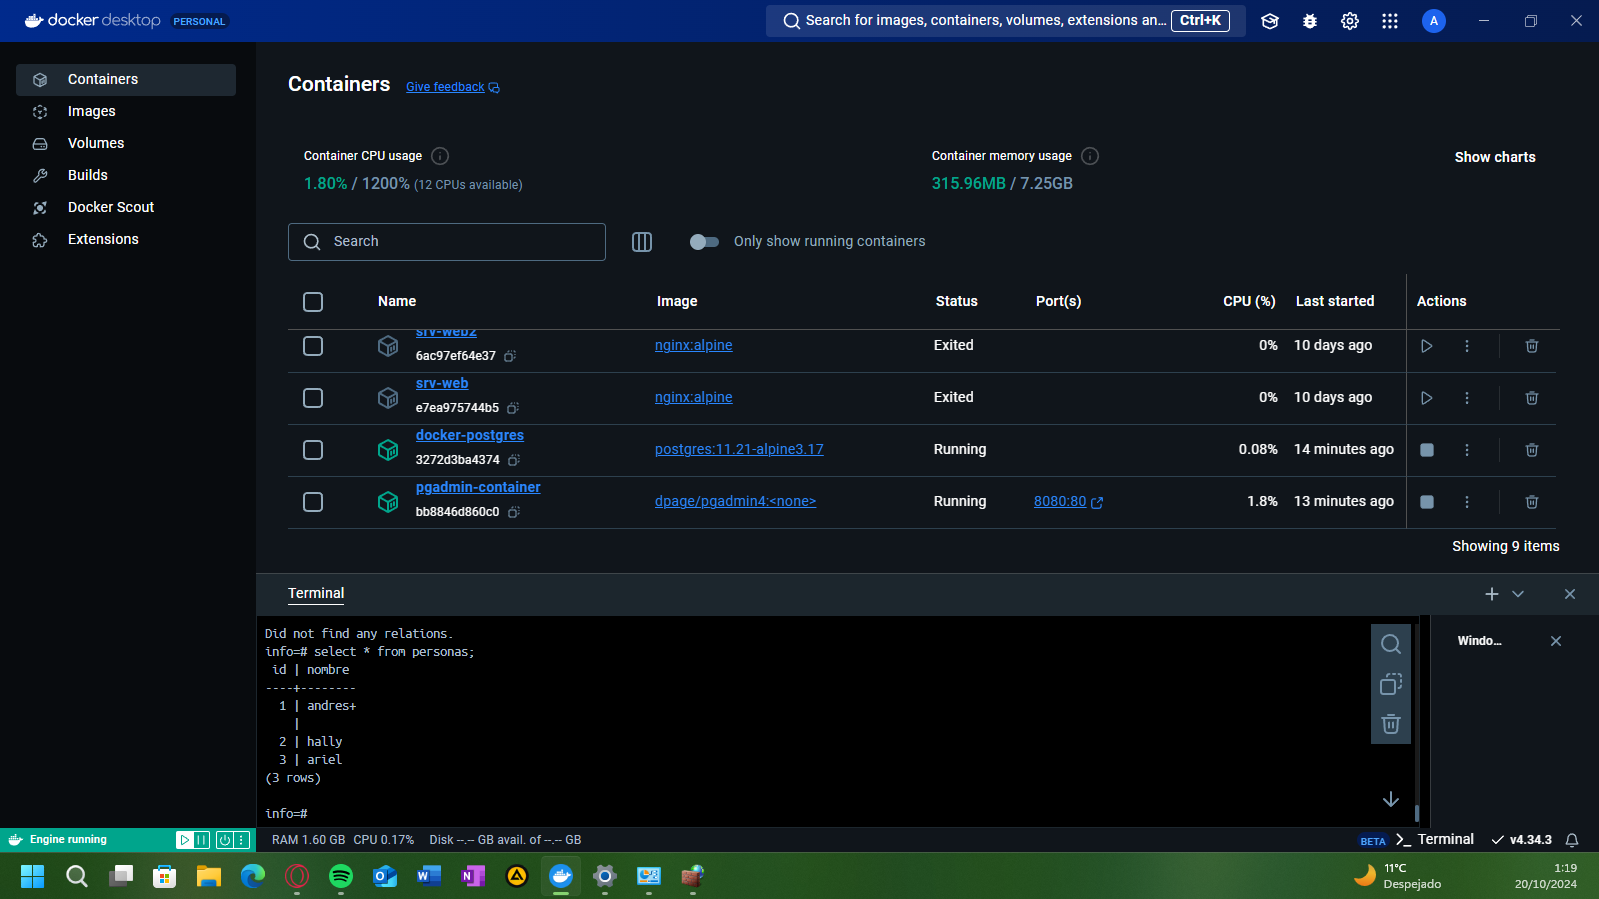 docker desktop PERSONAL
Search for images, containers, volumes, extensions an... Ctrl+K
A
Containers
Images
Volumes
Builds
Docker Scout
Extensions
Containers Give feedback
Container CPU usage
1.80% / 1200% (12 CPUs available)
Container memory usage
315.96MB / 7.25GB
Show charts
Search
Only show running containers
Name Image Status Port(s) CPU (%) Last started Actions
srv-web2
6ac97ef64e37 nginx:alpine Exited 0% 10 days ago
srv-web
e7ea975744b5 nginx:alpine Exited 0% 10 days ago
docker-postgres
3272d3ba4374 postgres:11.21-alpine3.17 Running 0.08% 14 minutes ago
pgadmin-container
bb8846d860c0 dpage/pgadmin4:<none> Running 8080:80 1.8% 13 minutes ago
Showing 9 items
Terminal
Did not find any relations.
info=# select * from personas;
 id | nombre
----+--------
  1 | andres+
    |
  2 | hally
  3 | ariel
(3 rows)
info=#
Windo...
Engine running
RAM 1.60 GB CPU 0.17% Disk --.-- GB avail. of --.-- GB
BETA Terminal v4.34.3
11°C
Despejado
1:19
20/10/2024